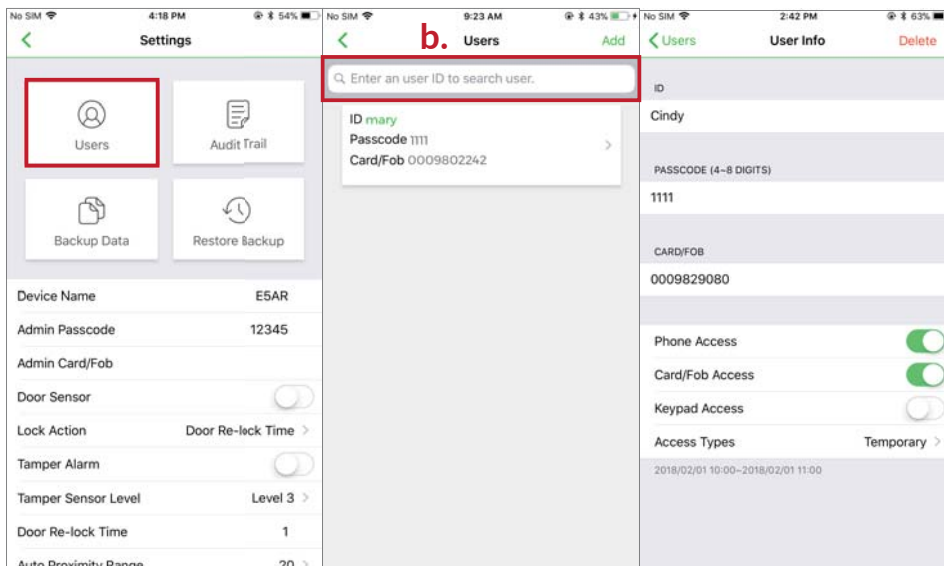 No SIM 4:18 PM 54%
Settings
Users
Audit Trail
Backup Data
Restore Backup
Device Name E5AR
Admin Passcode 12345
Admin Card/Fob
Door Sensor
Lock Action Door Re-lock Time >
Tamper Alarm
Tamper Sensor Level Level 3 >
Door Re-lock Time 1
Auto Proximity Range 20 >
No SIM 9:23 AM 43%
b. Users Add
Enter an user ID to search user.
ID mary
Passcode 1111
Card/Fob 0009802242
No SIM 2:42 PM 63%
Users User Info Delete
ID
Cindy
PASSCODE (4~8 DIGITS)
1111
CARD/FOB
0009829080
Phone Access
Card/Fob Access
Keypad Access
Access Types Temporary >
2018/02/01 10:00~2018/02/01 11:00